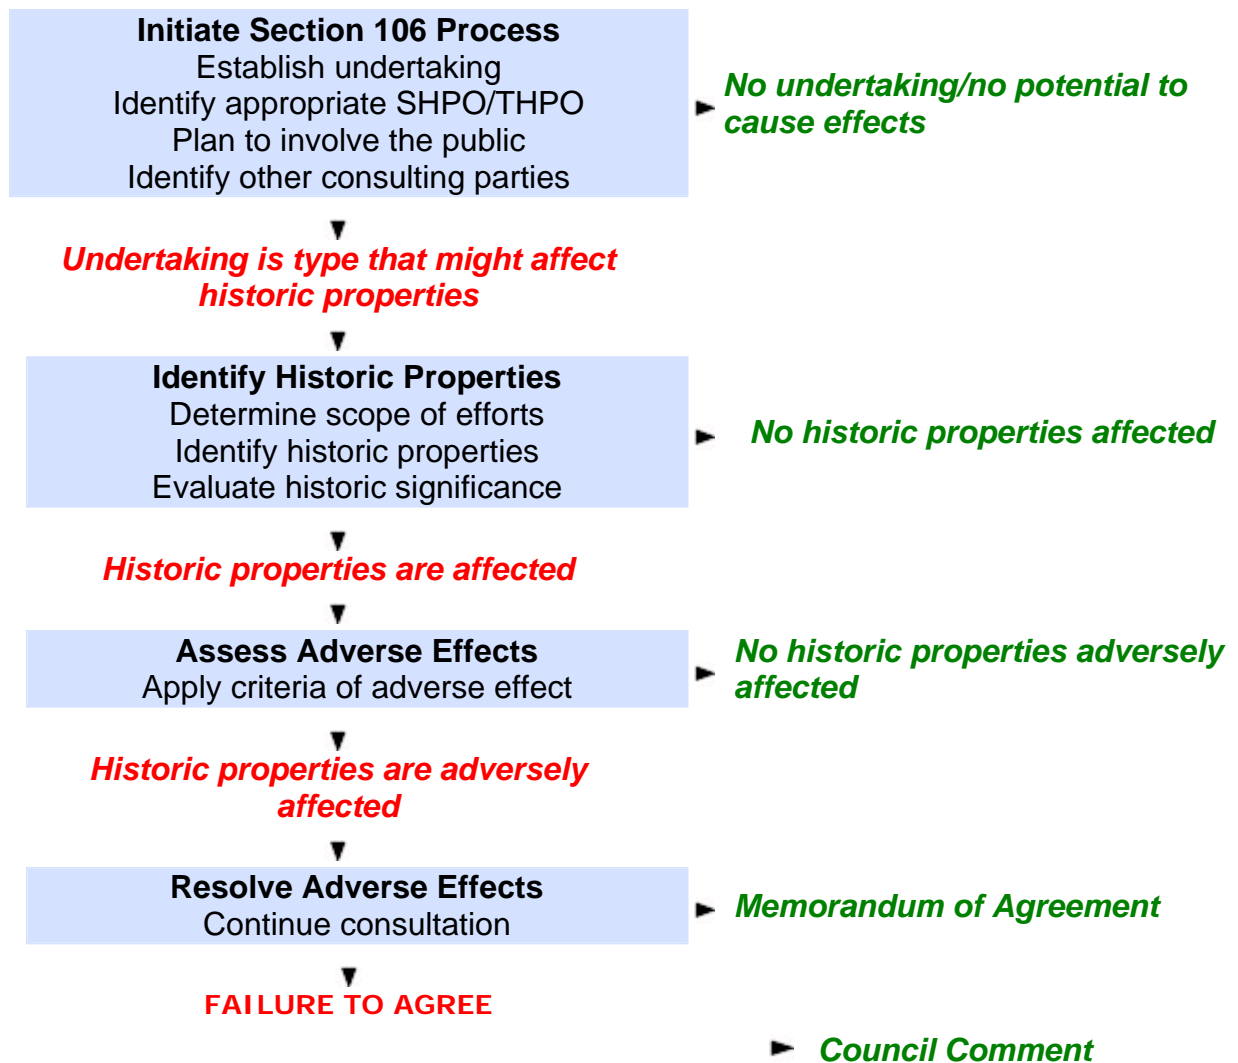 Initiate Section 106 Process
Establish undertaking
Identify appropriate SHPO/THPO
Plan to involve the public
Identify other consulting parties
No undertaking/no potential to
cause effects
Undertaking is type that might affect
historic properties
Identify Historic Properties
Determine scope of efforts
Identify historic properties
Evaluate historic significance
No historic properties affected
Historic properties are affected
Assess Adverse Effects
Apply criteria of adverse effect
No historic properties adversely
affected
Historic properties are adversely
affected
Resolve Adverse Effects
Continue consultation
Memorandum of Agreement
FAILURE TO AGREE
Council Comment